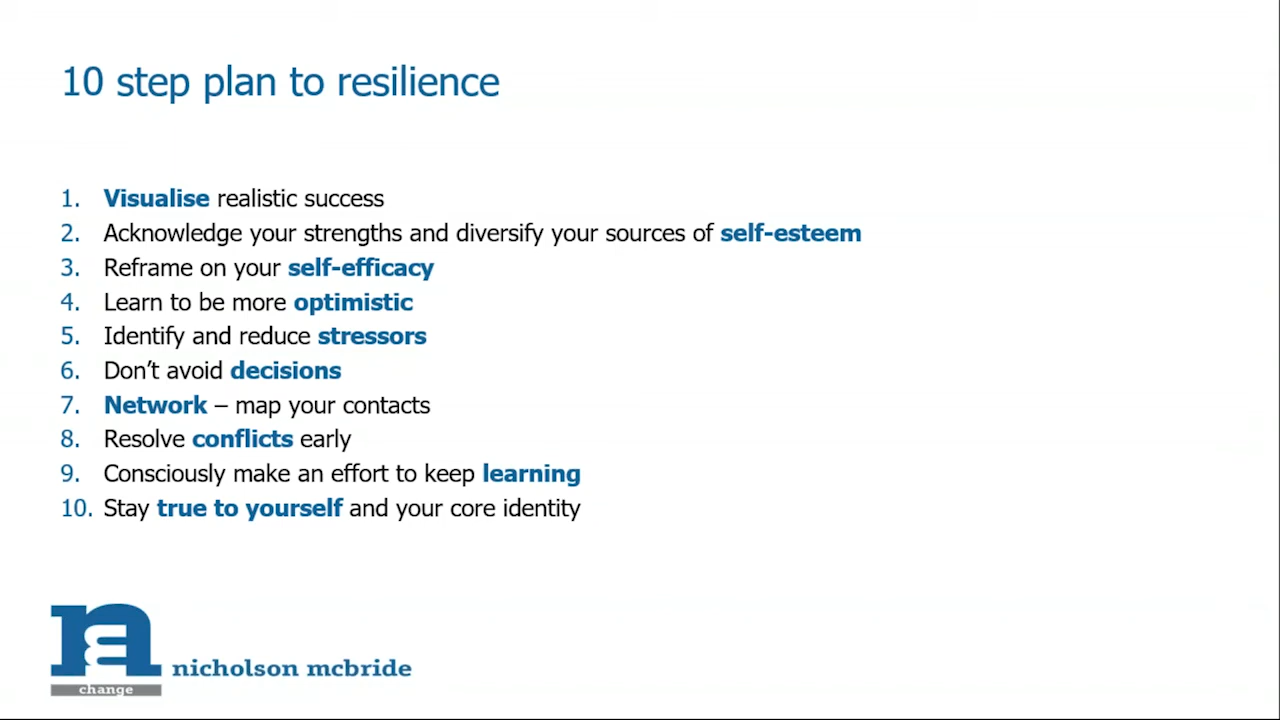 10 step plan to resilience
1. Visualise realistic success
2. Acknowledge your strengths and diversify your sources of self-esteem
3. Reframe on your self-efficacy
4. Learn to be more optimistic
5. Identify and reduce stressors
6. Don’t avoid decisions
7. Network – map your contacts
8. Resolve conflicts early
9. Consciously make an effort to keep learning
10. Stay true to yourself and your core identity
nicholson mcbride
change